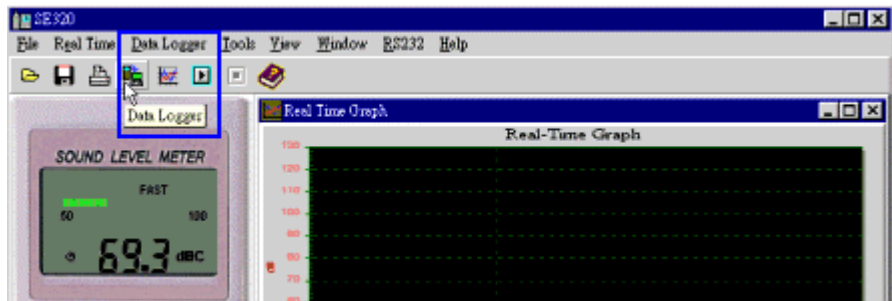 SE320
File Real Time Data Logger Tools View Window RS232 Help
Data Logger
Real Time Graph
Real-Time Graph
SOUND LEVEL METER
FAST
50 100
69.3 dBC
130
120
110
100
90
80
70
60